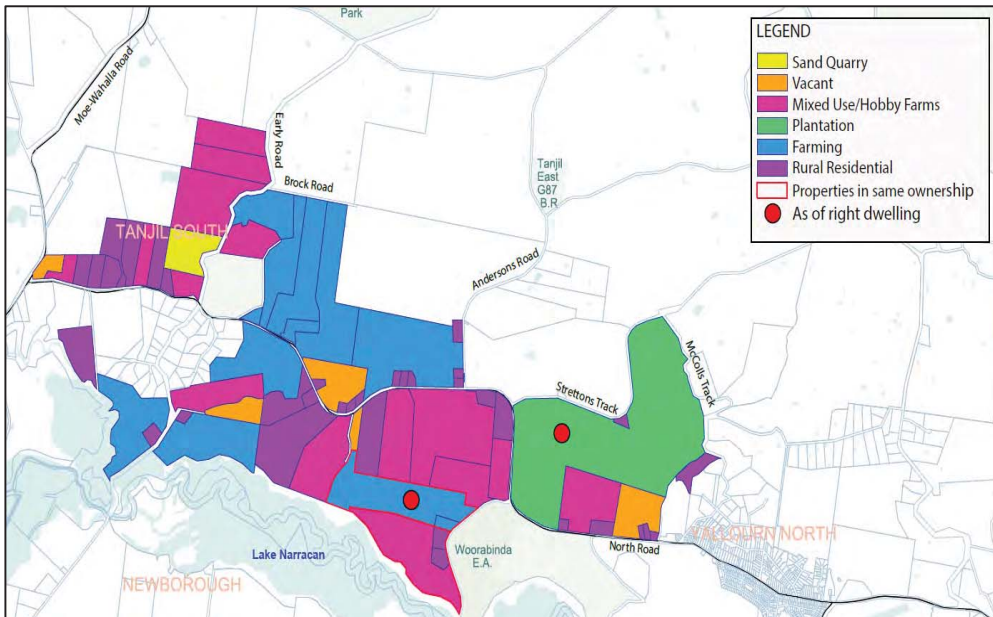 Park
Moe-Walhalla Road
Early Road
Brock Road
TANJIL SOUTH
Tanjil
East
G87
B.R
Andersons Road
McColls Track
Strettons Track
North Road
YALLOURN NORTH
Woorabinda
E.A.
Lake Narracan
NEWBOROUGH
LEGEND
Sand Quarry
Vacant
Mixed Use/Hobby Farms
Plantation
Farming
Rural Residential
Properties in same ownership
As of right dwelling